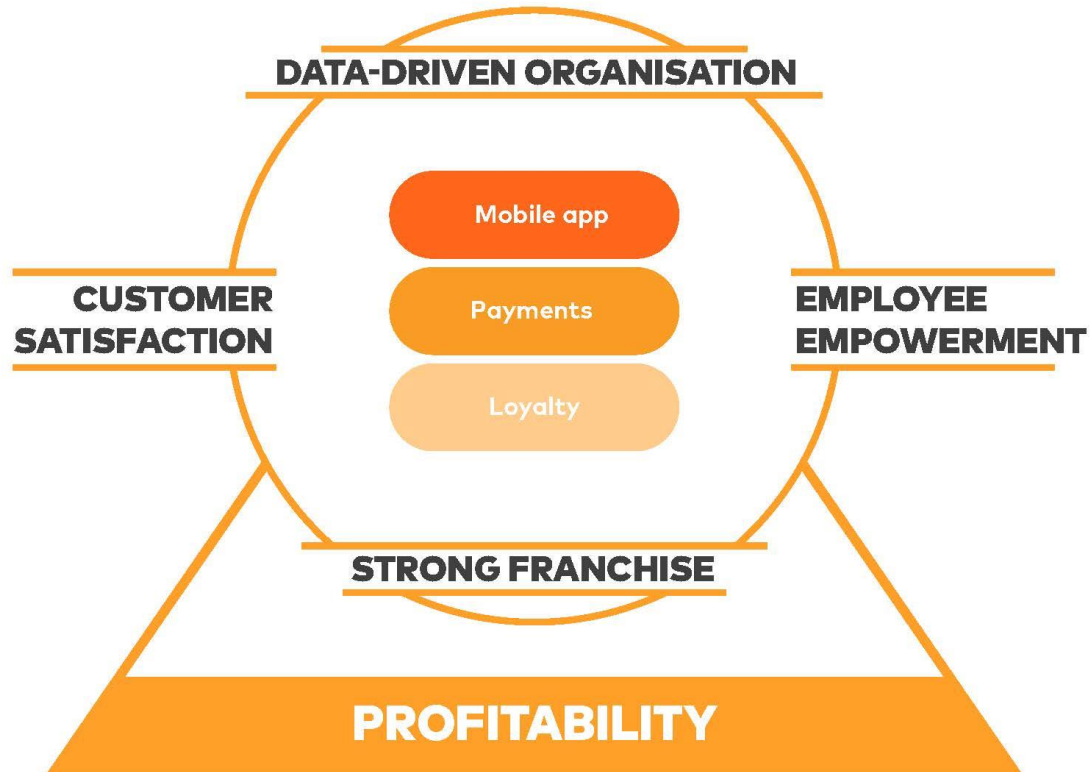 DATA-DRIVEN ORGANISATION
Mobile app
CUSTOMER
SATISFACTION
Payments
EMPLOYEE
EMPOWERMENT
Loyalty
STRONG FRANCHISE
PROFITABILITY